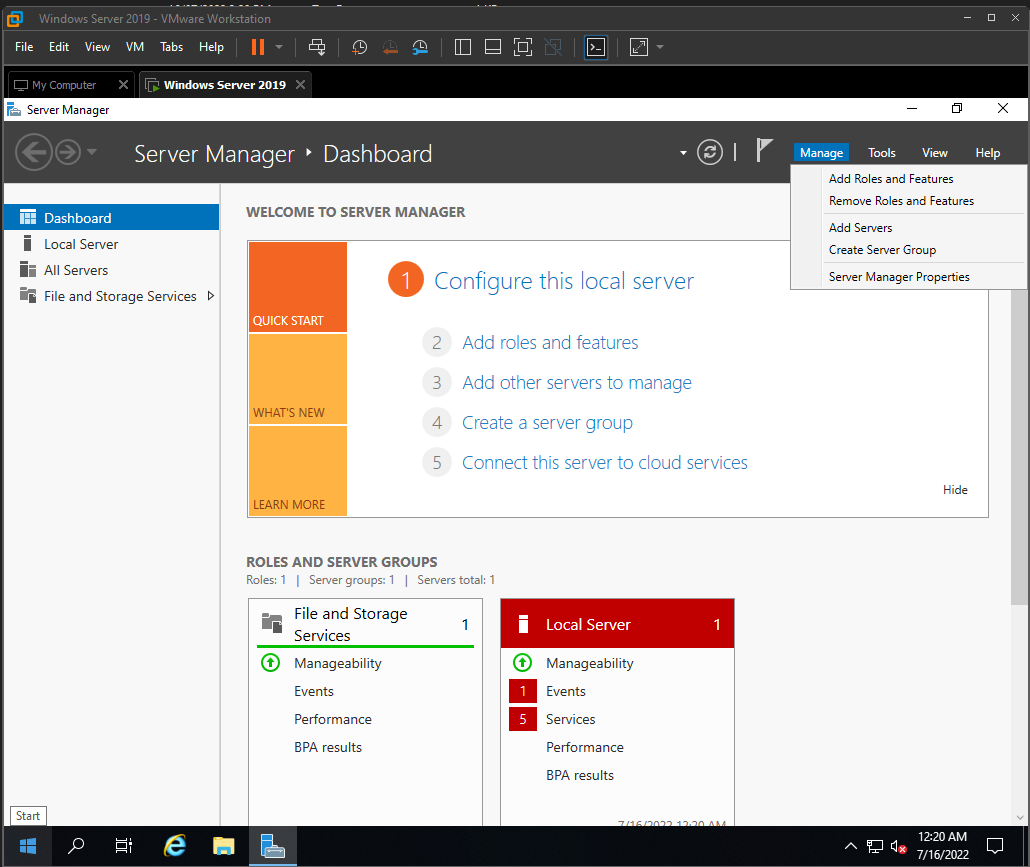 Windows Server 2019 - VMware Workstation
File Edit View VM Tabs Help
My Computer
Windows Server 2019
Server Manager
Server Manager Dashboard
Manage Tools View Help
Add Roles and Features
Remove Roles and Features
Add Servers
Create Server Group
Server Manager Properties
Dashboard
Local Server
All Servers
File and Storage Services
WELCOME TO SERVER MANAGER
QUICK START
WHAT'S NEW
LEARN MORE
1 Configure this local server
2 Add roles and features
3 Add other servers to manage
4 Create a server group
5 Connect this server to cloud services
Hide
ROLES AND SERVER GROUPS
Roles: 1 | Server groups: 1 | Servers total: 1
File and Storage
Services
1
Manageability
Events
Performance
BPA results
Local Server 1
Manageability
1 Events
5 Services
Performance
BPA results
7/16/2022 12:20 AM
Start
12:20 AM
7/16/2022